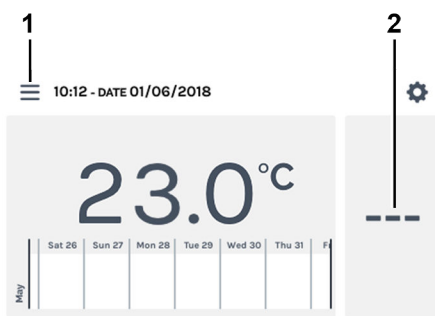 1 2
10:12 - DATE 01/06/2018
23.0°C
---
Sat 26 Sun 27 Mon 28 Tue 29 Wed 30 Thu 31 F
May